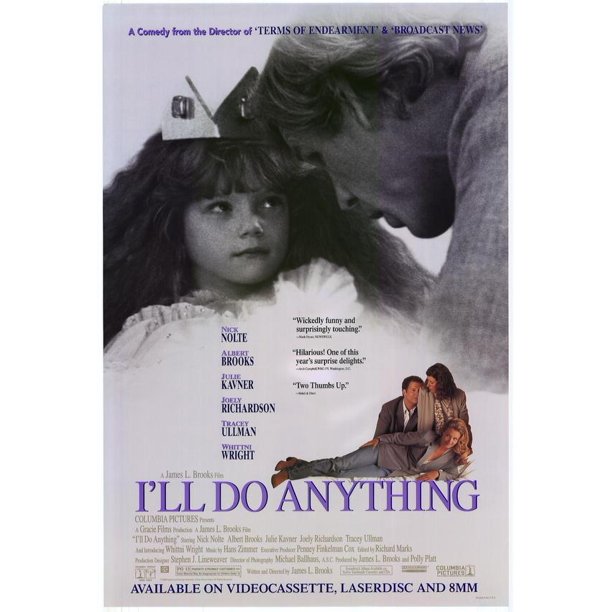 A Comedy from the Director of 'TERMS OF ENDEARMENT' & 'BROADCAST NEWS'
NICK
NOLTE
ALBERT
BROOKS
JULIE
KAVNER
JOELY
RICHARDSON
TRACEY
ULLMAN
WHITTNI
WRIGHT
"Wickedly funny and
surprisingly touching."
"Hilarious! One of this
year's surprise delights."
"Two Thumbs Up."
A James L. Brooks Film
I'LL DO ANYTHING
COLUMBIA PICTURES Presents
A Gracie Films Production A James L. Brooks Film
"I'll Do Anything" Starring Nick Nolte Albert Brooks Julie Kavner Joely Richardson Tracey Ullman
And Introducing Whittni Wright Music by Hans Zimmer Executive Producer Penney Finkelman Cox Edited by Richard Marks
Production Designer Stephen J. Lineweaver Director of Photography Michael Ballhaus, A.S.C. Produced by James L. Brooks and Polly Platt
Written and Directed by James L. Brooks
COLUMBIA
PICTURES
AVAILABLE ON VIDEOCASSETTE, LASERDISC AND 8MM